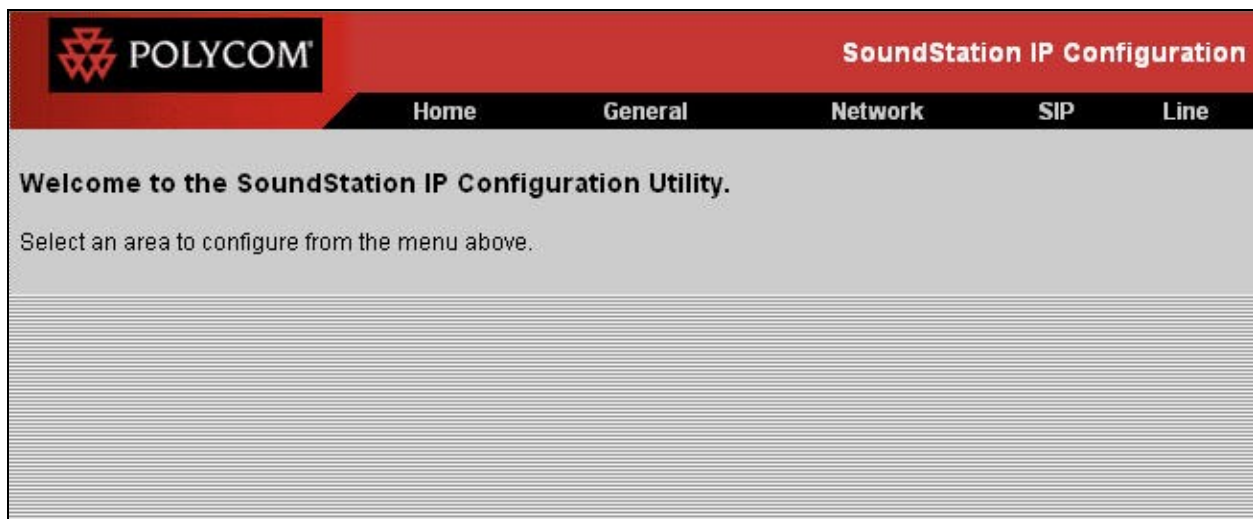 POLYCOM
SoundStation IP Configuration
Home General Network SIP Line
Welcome to the SoundStation IP Configuration Utility.
Select an area to configure from the menu above.